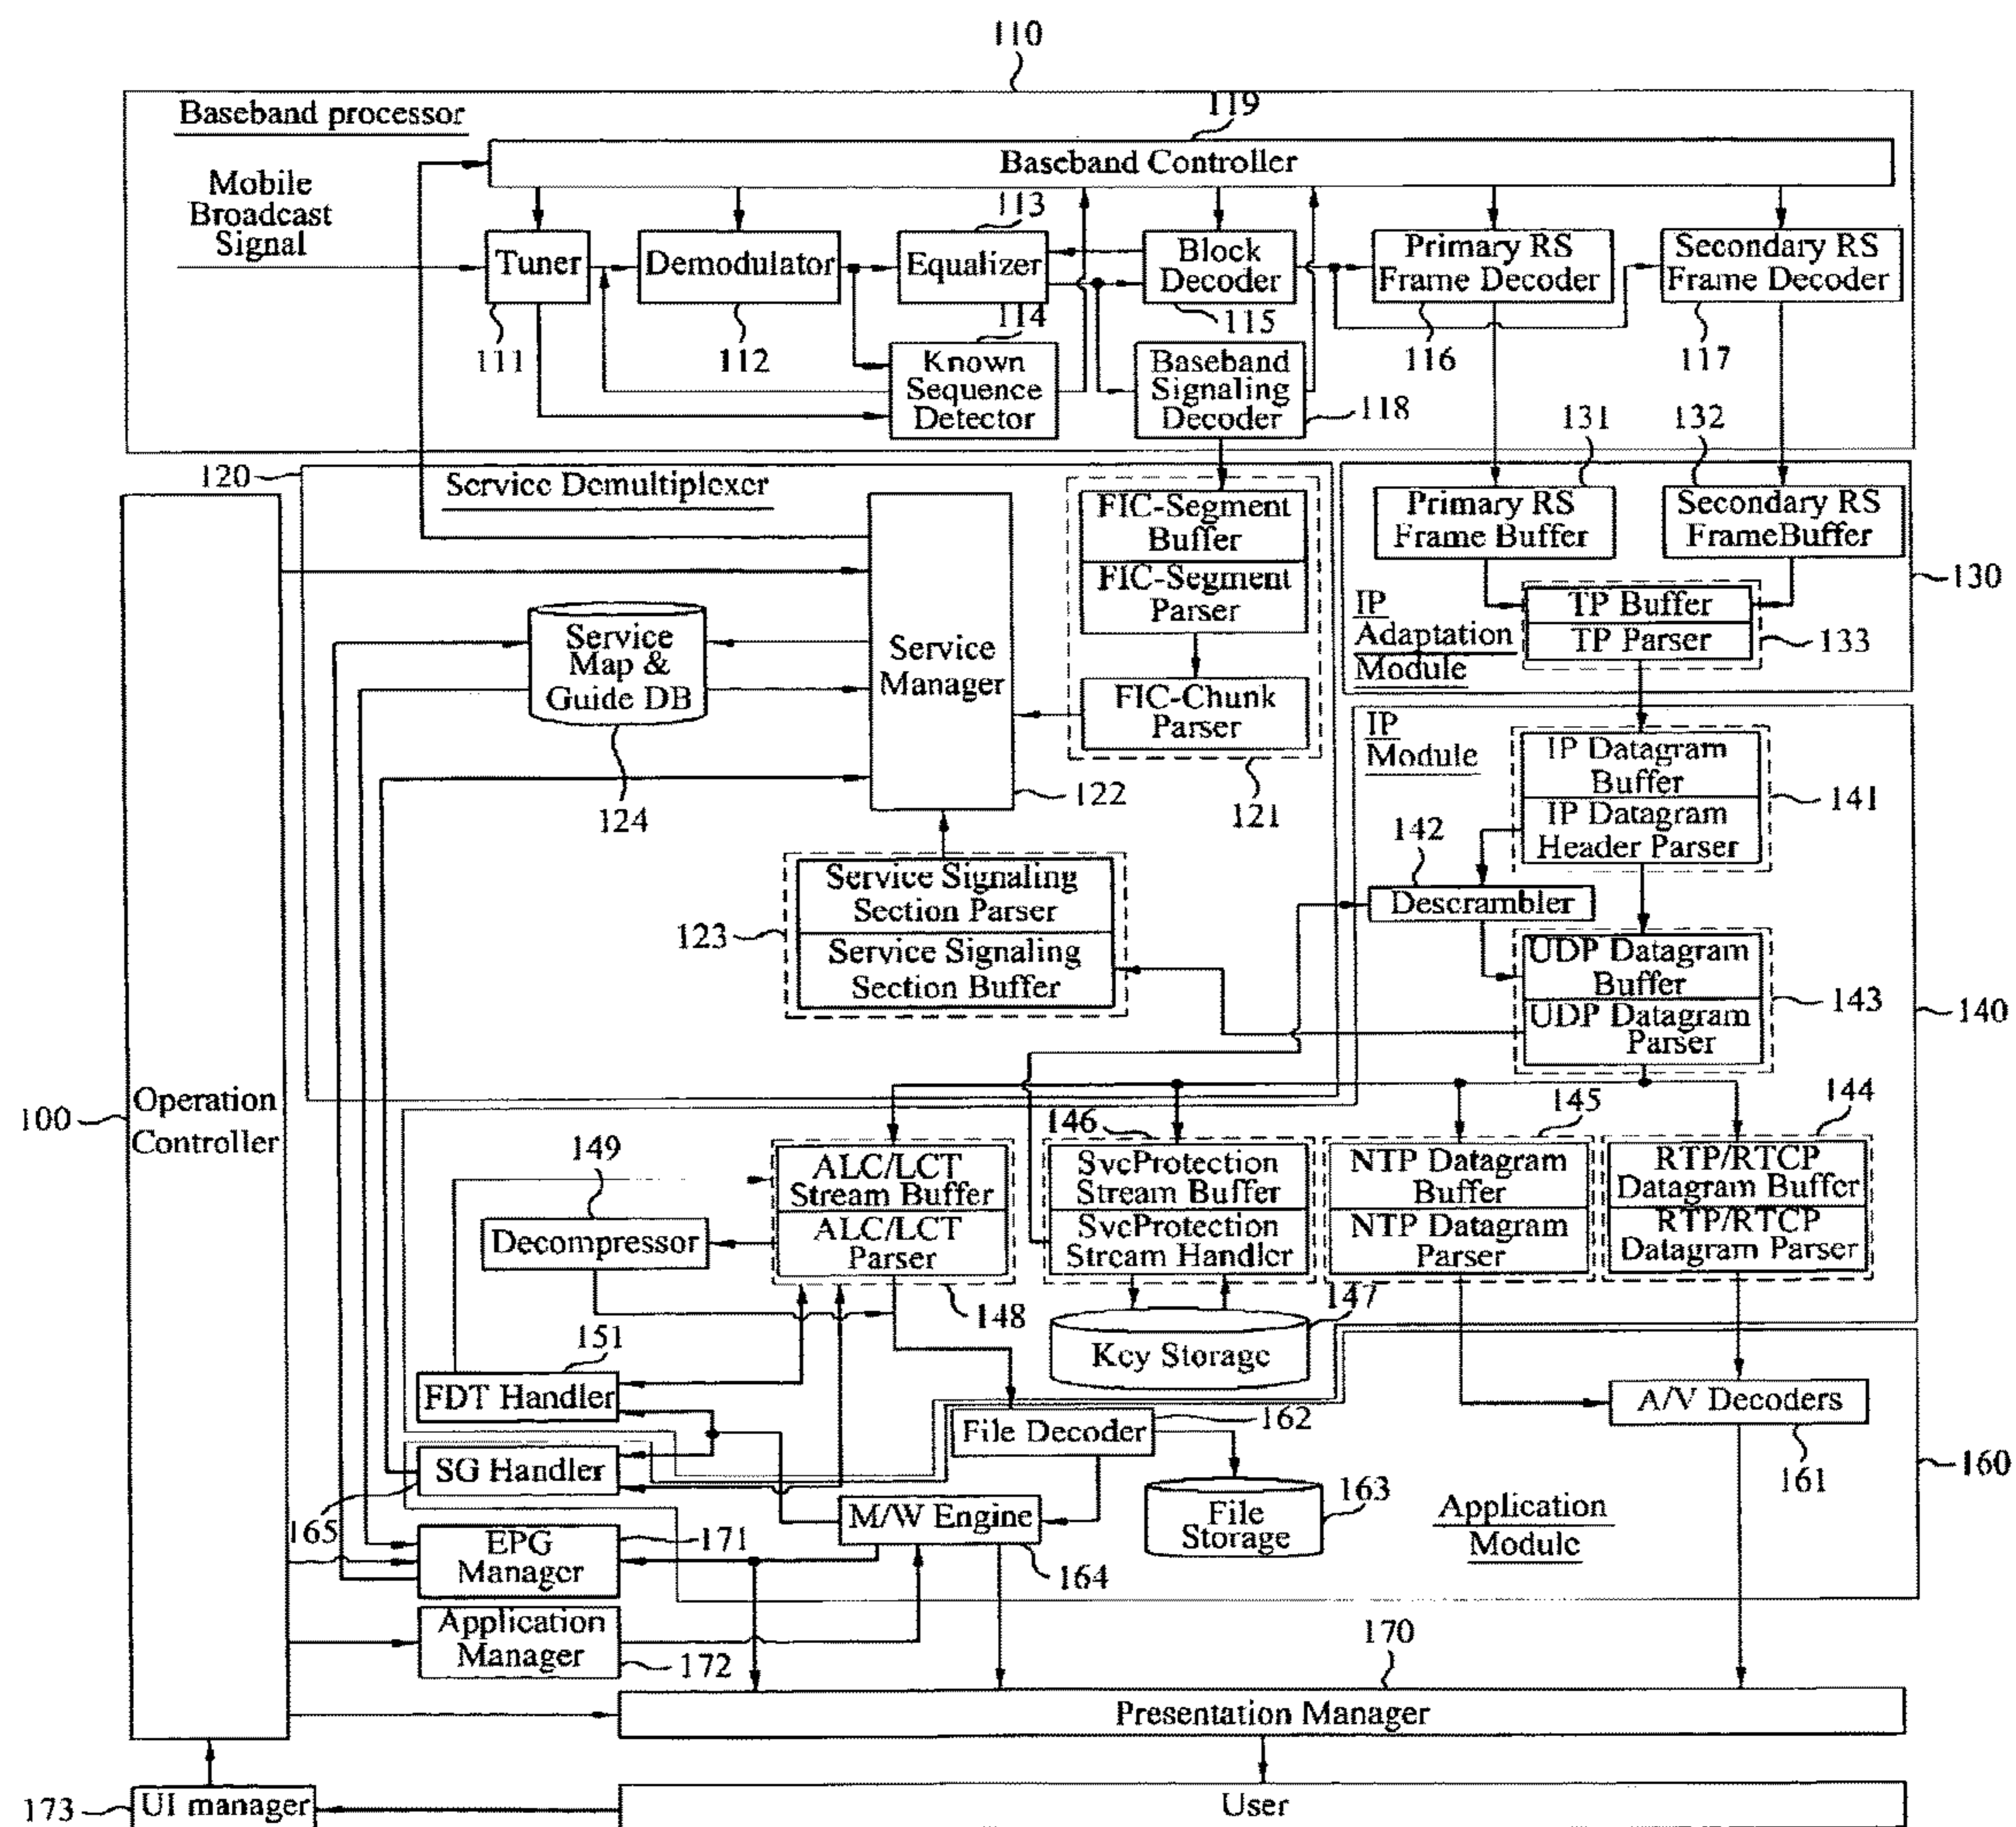 110
Baseband processor
119
Baseband Controller
Mobile
Broadcast
Signal
113
Tuner
Demodulator
Equalizer
Block
Decoder
Primary RS
Frame Decoder
Secondary RS
Frame Decoder
111
112
114
115
116
117
Known
Sequence
Detector
Baseband
Signaling
Decoder
118
131
132
120
Service Demultiplexer
FIC-Segment
Buffer
FIC-Segment
Parser
Primary RS
Frame Buffer
Secondary RS
FrameBuffer
130
IP
Adaptation
Module
TP Buffer
TP Parser
133
Service
Map &
Guide DB
Service
Manager
FIC-Chunk
Parser
124
122
121
IP
Module
IP Datagram
Buffer
IP Datagram
Header Parser
141
142
Descrambler
Service Signaling
Section Parser
Service Signaling
Section Buffer
123
UDP Datagram
Buffer
UDP Datagram
Parser
143
140
100
Operation
Controller
146
145
144
149
ALC/LCT
Stream Buffer
ALC/LCT
Parser
SvcProtection
Stream Buffer
SvcProtection
Stream Handler
NTP Datagram
Buffer
NTP Datagram
Parser
RTP/RTCP
Datagram Buffer
RTP/RTCP
Datagram Parser
Decompressor
148
147
Key Storage
151
FDT Handler
A/V Decoders
161
File Decoder
162
SG Handler
165
160
File
Storage
163
M/W Engine
164
Application
Module
EPG
Manager
171
Application
Manager
172
170
Presentation Manager
173
UI manager
User